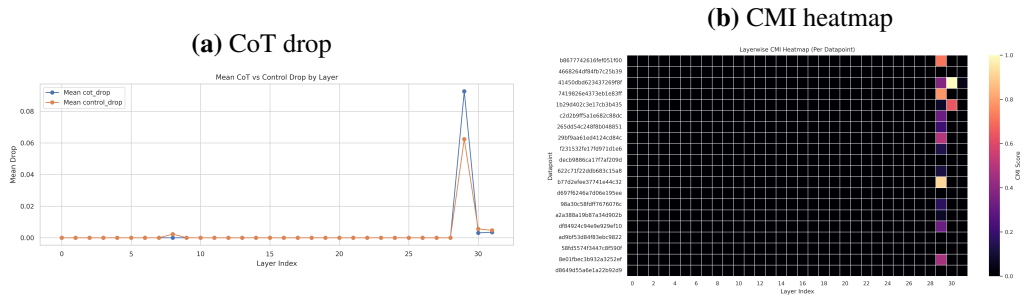 (a) CoT drop
Mean CoT vs Control Drop by Layer
Mean cot_drop
Mean control_drop
Mean Drop
0.08
0.06
0.04
0.02
0.00
0 5 10 15 20 25 30
Layer Index
(b) CMI heatmap
Layerwise CMI Heatmap (Per Datapoint)
Datapoint
b8677742616fef051f00
4668264df84fb7c25b39
41450dbd623437269f8f
7419826e4373eb1e83ff
1b29d402c3e17cb3b435
c2d2b9ff5a1e682c88dc
265dd54c248f8b048851
29bf9aa61ed4124cd84c
f231532fe17fd971d1e6
decb9886ca17f7af209d
622c71f22ddb683c15a8
b77d2efee37741e44c32
d697f6246a7d06e195ee
98a30c58fdff7676076c
a2a388a19b87a34d902b
df84924c94e9e929ef10
ad9bf53d84f83ebc9822
58fd5574f3447c8f590f
8e01fbec3b932a3252ef
d8649d55a6e1a22b92d9
0 2 4 6 8 10 12 14 16 18 20 22 24 26 28 30
Layer Index
1.0
0.8
0.6
0.4
0.2
0.0
CMI Score